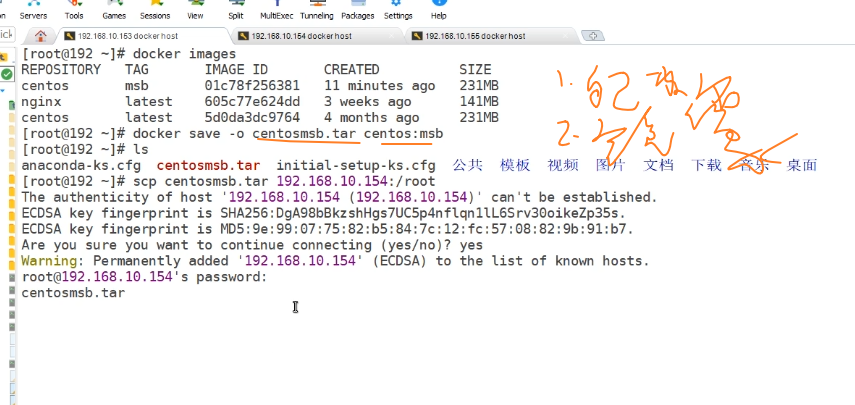 Servers Tools Games Sessions View Split MultiExec Tunneling Packages Settings Help
192.168.10.153 docker host 192.168.10.154 docker host 192.168.10.155 docker host
[root@192 ~]# docker images
REPOSITORY TAG IMAGE ID CREATED SIZE
centos msb 01c78f256381 11 minutes ago 231MB
nginx latest 605c77e624dd 3 weeks ago 141MB
centos latest 5d0da3dc9764 4 months ago 231MB
[root@192 ~]# docker save -o centosmsb.tar centos:msb
[root@192 ~]# ls
anaconda-ks.cfg centosmsb.tar initial-setup-ks.cfg 公共 模板 视频 图片 文档 下载 音乐 桌面
[root@192 ~]# scp centosmsb.tar 192.168.10.154:/root
The authenticity of host '192.168.10.154 (192.168.10.154)' can't be established.
ECDSA key fingerprint is SHA256:DgA98bBkzshHgs7UC5p4nflqn1lL6Srv30oikeZp35s.
ECDSA key fingerprint is MD5:9e:99:07:75:82:b5:84:7c:12:fc:57:08:82:9b:91:b7.
Are you sure you want to continue connecting (yes/no)? yes
Warning: Permanently added '192.168.10.154' (ECDSA) to the list of known hosts.
root@192.168.10.154's password:
centosmsb.tar
1. 自己
2.